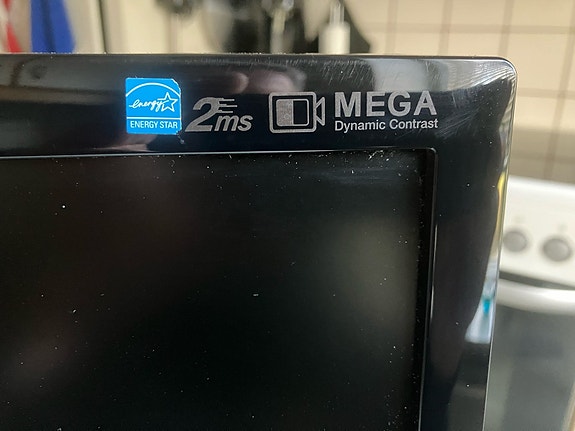 energy
ENERGY STAR
2ms
MEGA
Dynamic Contrast